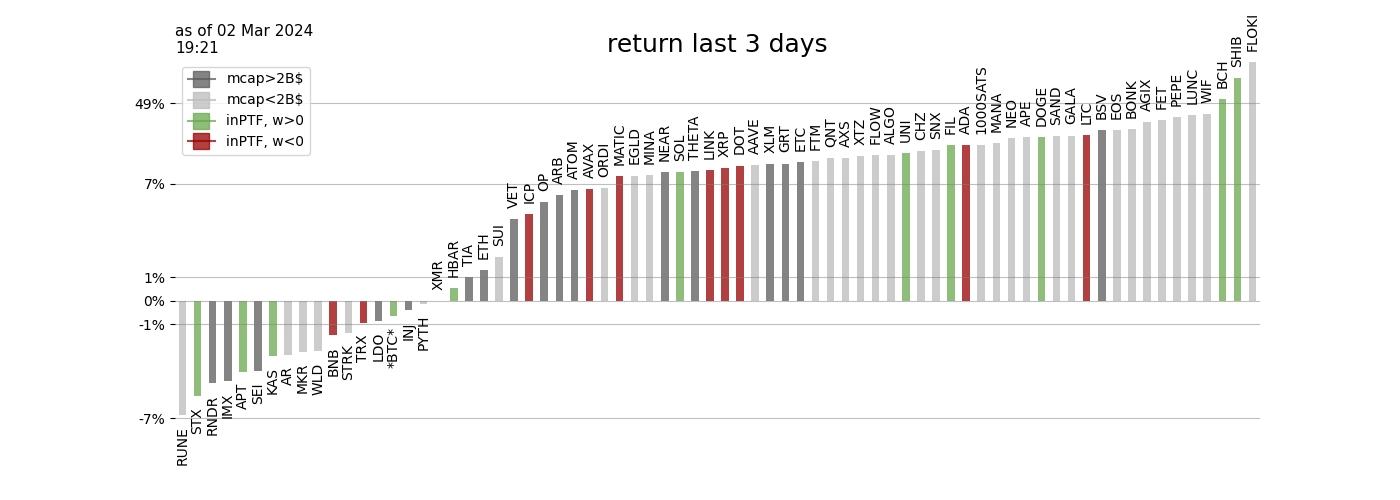 as of 02 Mar 2024
19:21
return last 3 days
mcap>2B$
mcap<2B$
inPTF, w>0
inPTF, w<0
49%
7%
1%
0%
-1%
-7%
RUNE
STX
RNDR
IMX
APT
SEI
KAS
AR
MKR
WLD
BNB
STRK
TRX
LDO
*BTC*
INJ
PYTH
XMR
HBAR
TIA
ETH
SUI
VET
ICP
OP
ARB
ATOM
AVAX
ORDI
MATIC
EGLD
MINA
NEAR
SOL
THETA
LINK
XRP
DOT
AAVE
XLM
GRT
ETC
FTM
QNT
AXS
XTZ
FLOW
ALGO
UNI
CHZ
SNX
FIL
ADA
1000SATS
MANA
NEO
APE
DOGE
SAND
GALA
LTC
BSV
EOS
BONK
AGIX
FET
PEPE
LUNC
WIF
BCH
SHIB
FLOKI